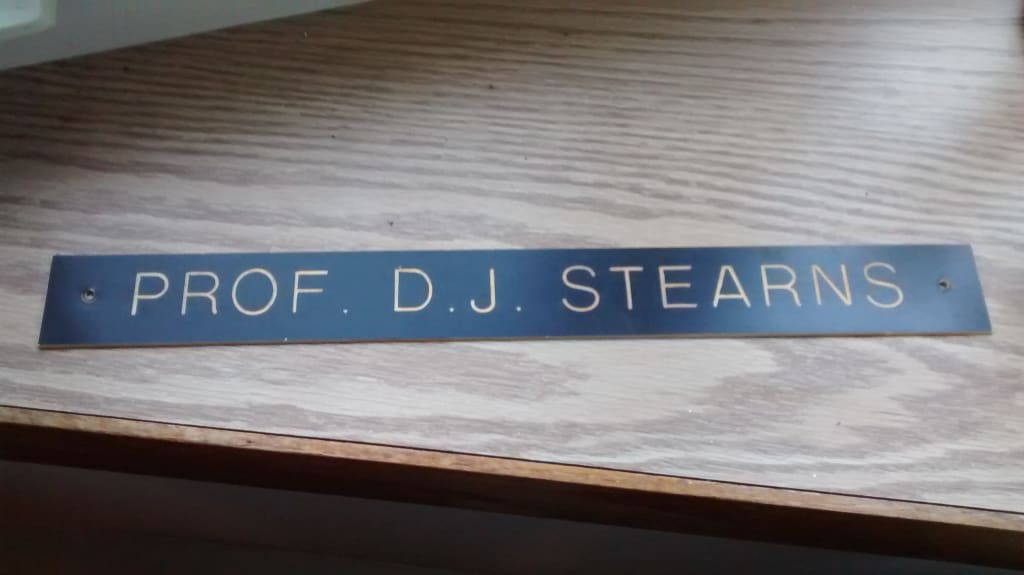 PROF. D.J. STEARNS